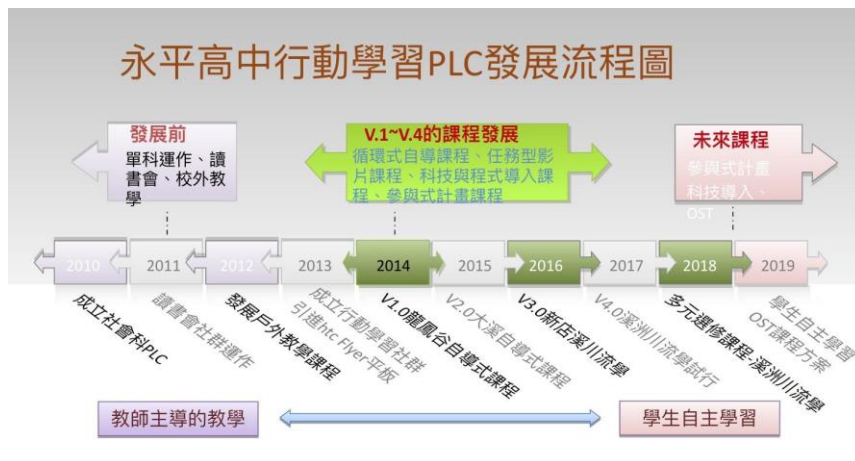 永平高中行動學習PLC發展流程圖
發展前
單科運作、讀
書會、校外教
學
V.1~V.4的課程發展
循環式自導課程、任務型影
片課程、科技與程式導入課
程、參與式計畫課程
未來課程
參與式計畫
科技導入、
OST
2010
2011
2012
2013
2014
2015
2016
2017
2018
2019
成立社會科PLC
讀書會社群運作
發展戶外教學課程
成立行動學習社群
引進htc Flyer平板
V1.0龍鳳谷自導式課程
V2.0大溪自導式課程
V3.0新店溪川流學
V4.0溪洲川流學試行
多元選修課程-溪洲川流學
學生自主學習
OST課程方案
教師主導的教學
學生自主學習